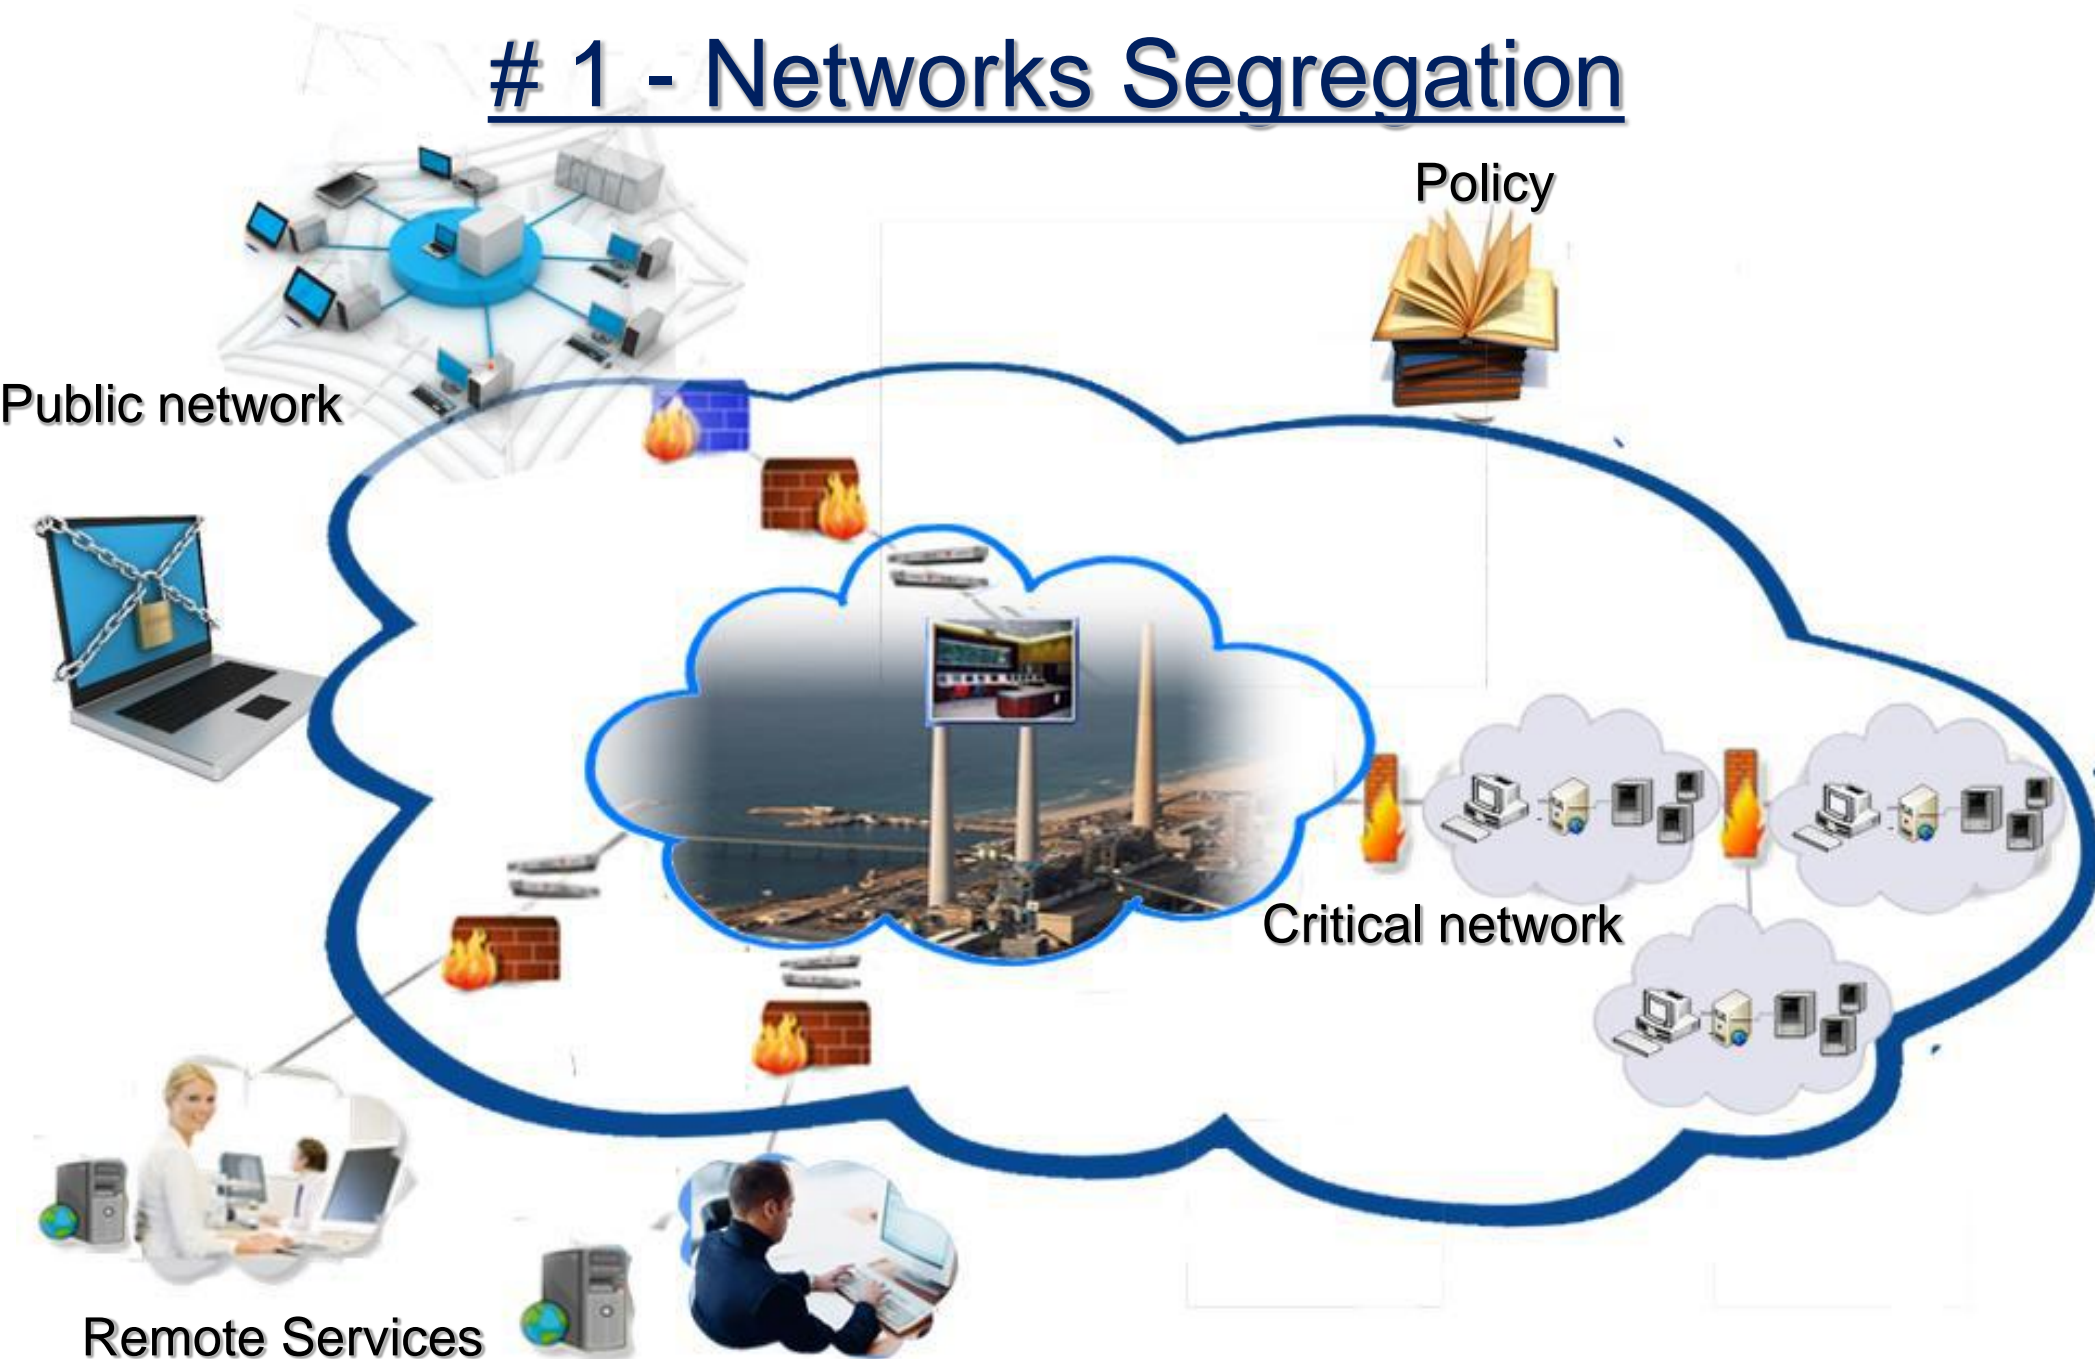 # 1 - Networks Segregation
Policy
Public network
Critical network
Remote Services